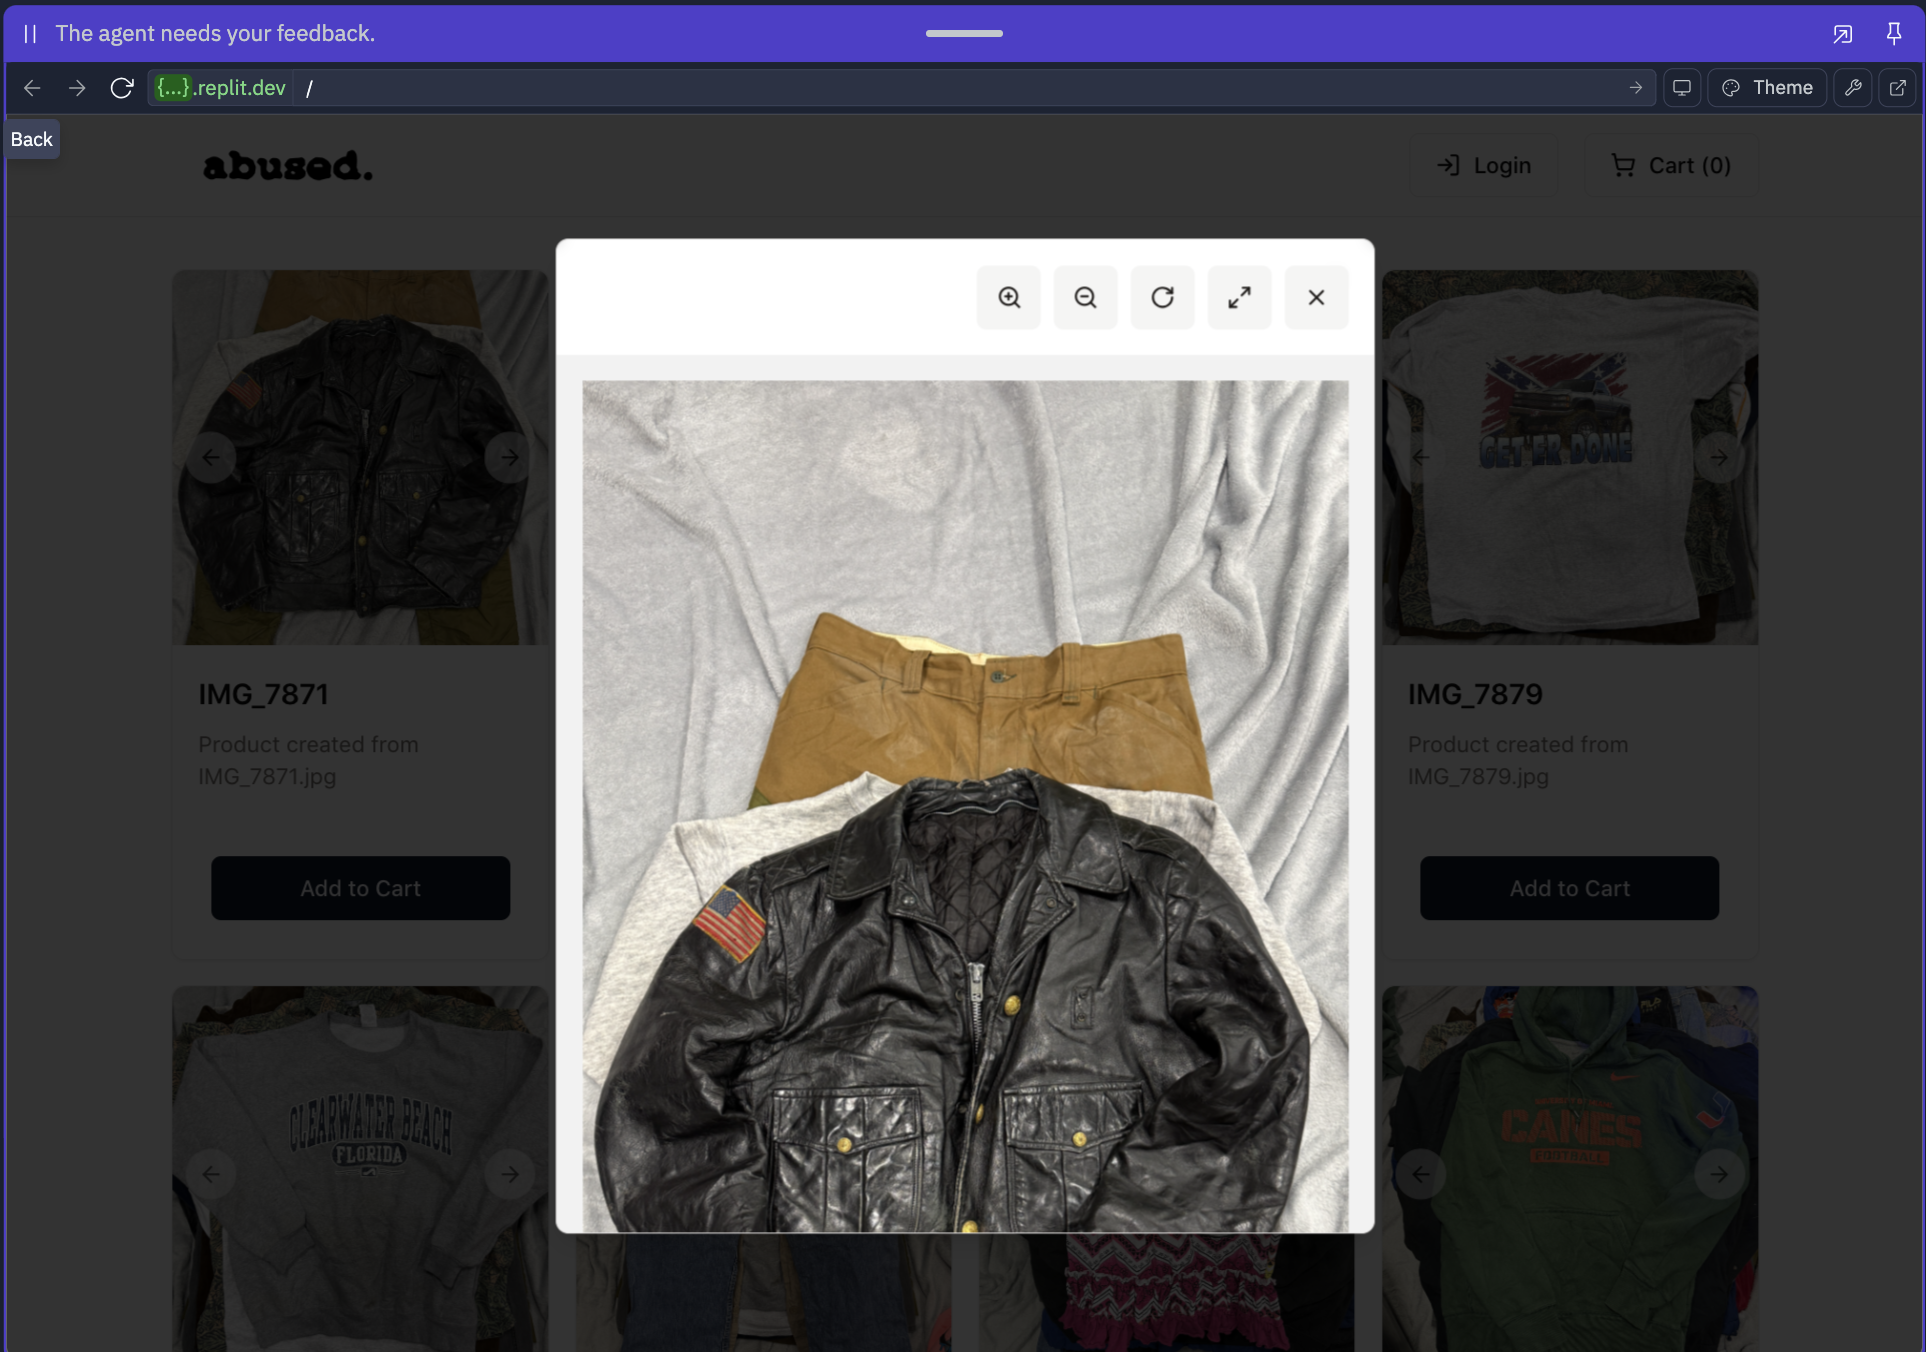 The agent needs your feedback.
{...}.replit.dev /
Theme
Back
abused.
Login
Cart (0)
GET 'ER DONE
IMG_7871
Product created from
IMG_7871.jpg
Add to Cart
IMG_7879
Product created from
IMG_7879.jpg
Add to Cart
CLEARWATER BEACH
FLORIDA
CANES
FOOTBALL